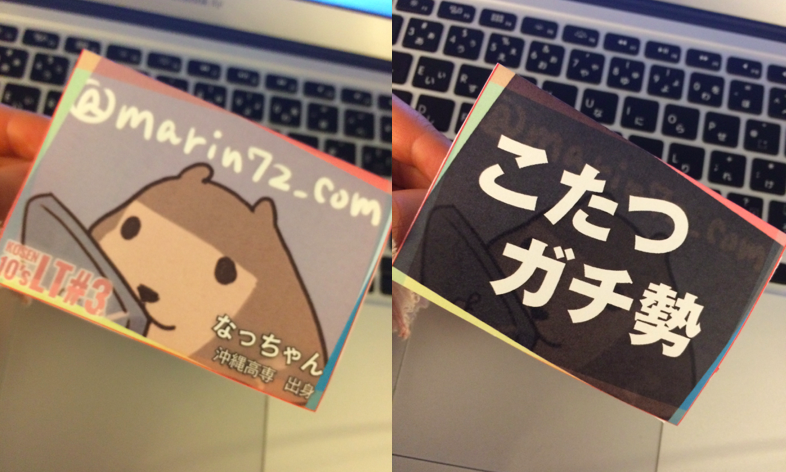 @marin72_com
KOSEN
10's LT#3
なっちゃん
沖縄高専 出身
こたつ
ガチ勢